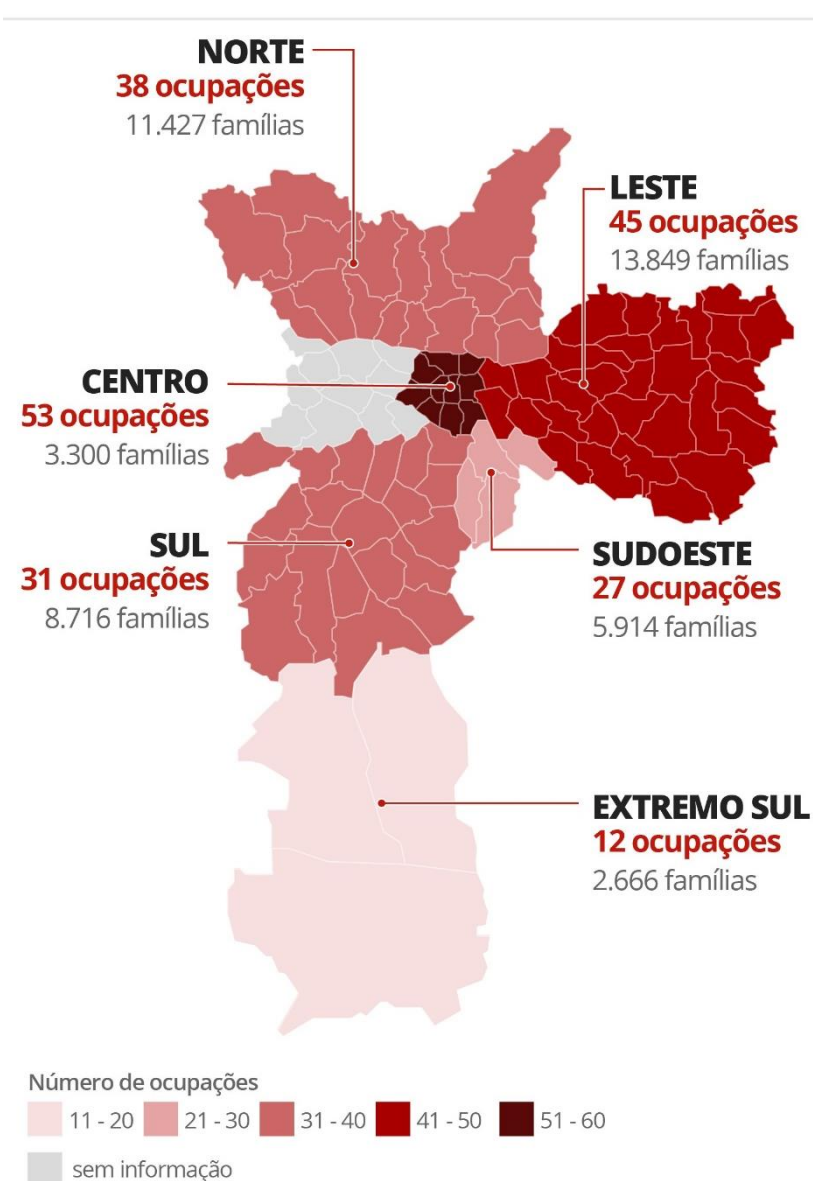 NORTE
38 ocupações
11.427 famílias
LESTE
45 ocupações
13.849 famílias
CENTRO
53 ocupações
3.300 famílias
SUL
31 ocupações
8.716 famílias
SUDOESTE
27 ocupações
5.914 famílias
EXTREMO SUL
12 ocupações
2.666 famílias
Número de ocupações
11 - 20 21 - 30 31 - 40 41 - 50 51 - 60
sem informação